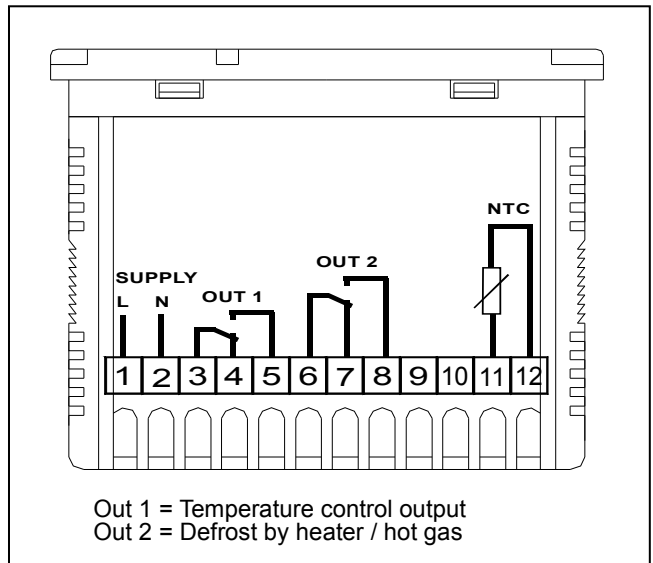 NTC
OUT 2
SUPPLY
L N OUT 1
1 2 3 4 5 6 7 8 9 10 11 12
Out 1 = Temperature control output
Out 2 = Defrost by heater / hot gas